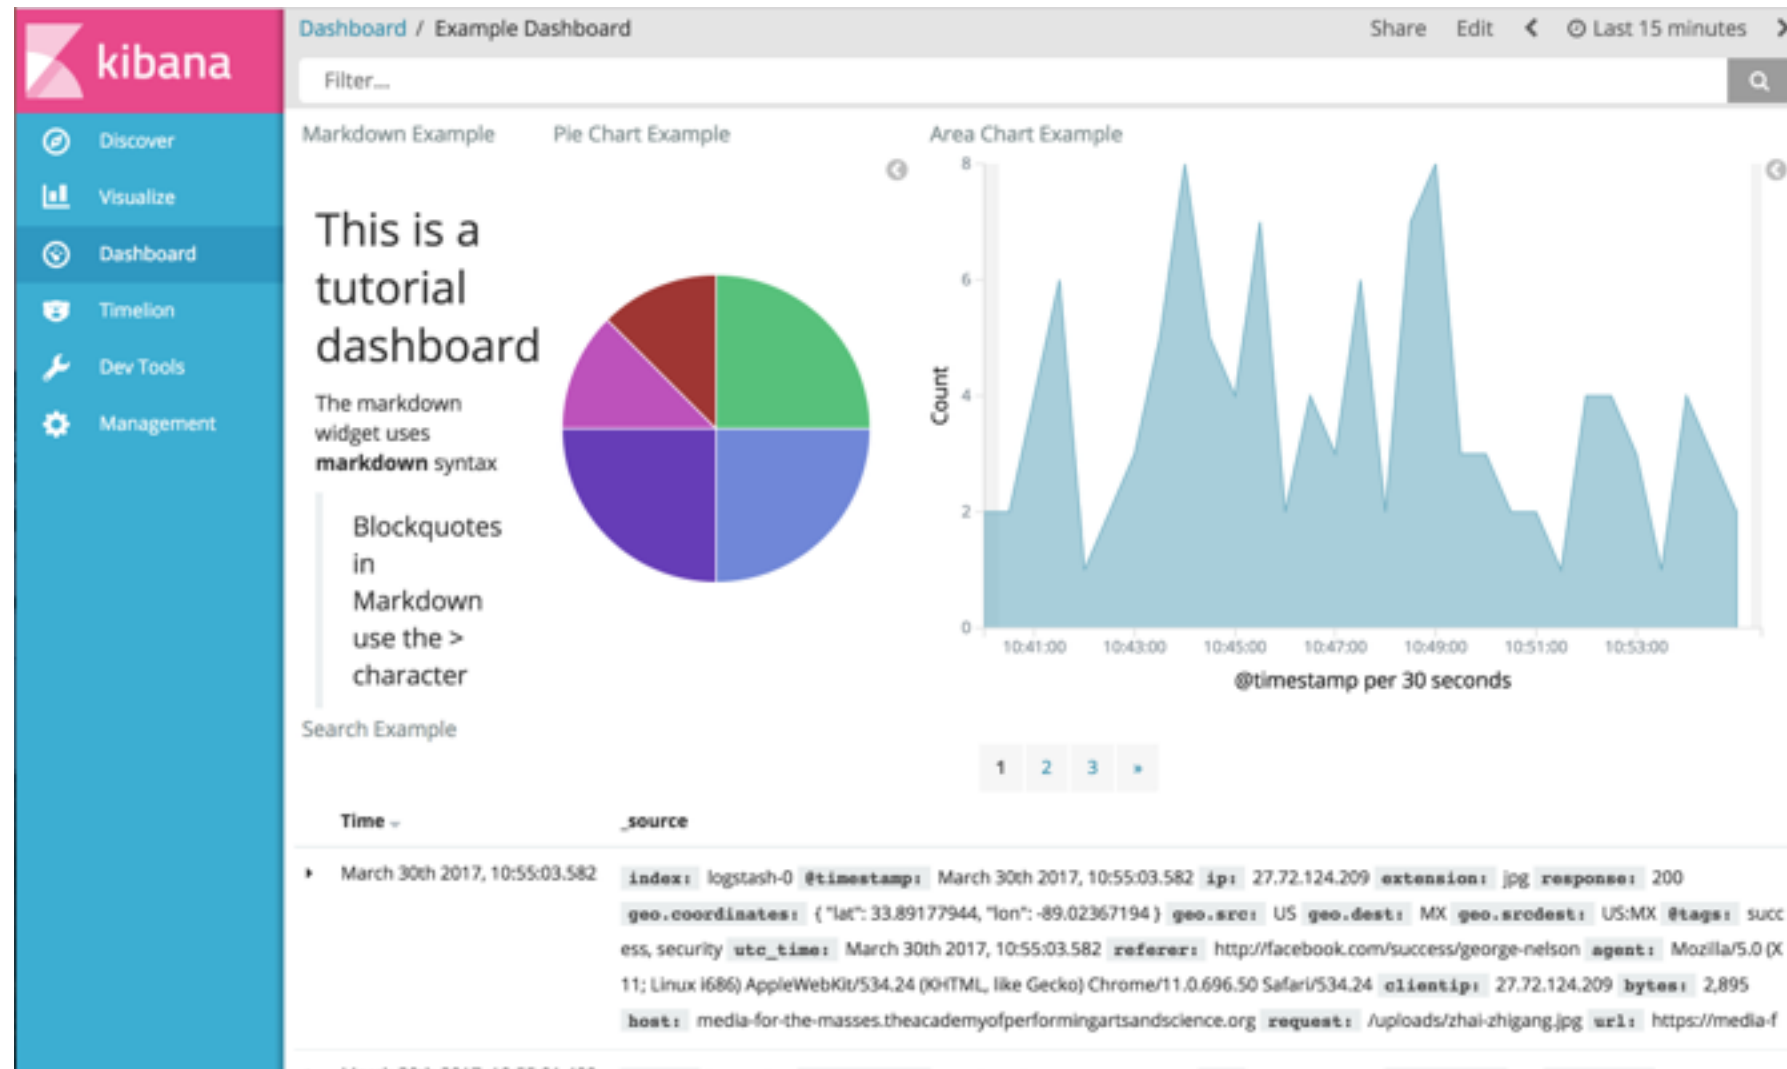 kibana
Discover
Visualize
Dashboard
Timelion
Dev Tools
Management
Dashboard / Example Dashboard
Share Edit Last 15 minutes
Filter...
Markdown Example
This is a
tutorial
dashboard
The markdown
widget uses
markdown syntax
Blockquotes
in
Markdown
use the >
character
Pie Chart Example
Area Chart Example
8
6
4
2
0
Count
10:41:00 10:43:00 10:45:00 10:47:00 10:49:00 10:51:00 10:53:00
@timestamp per 30 seconds
Search Example
1 2 3 »
Time _source
March 30th 2017, 10:55:03.582 index: logstash-0 @timestamp: March 30th 2017, 10:55:03.582 ip: 27.72.124.209 extension: jpg response: 200
geo.coordinates: { "lat": 33.89177944, "lon": -89.02367194 } geo.src: US geo.dest: MX geo.srcdest: US:MX @tags: succ
ess, security utc_time: March 30th 2017, 10:55:03.582 referer: http://facebook.com/success/george-nelson agent: Mozilla/5.0 (X
11; Linux i686) AppleWebKit/534.24 (KHTML, like Gecko) Chrome/11.0.696.50 Safari/534.24 clientip: 27.72.124.209 bytes: 2,895
host: media-for-the-masses.theacademyofperformingartsandscience.org request: /uploads/zhai-zhigang.jpg url: https://media-f